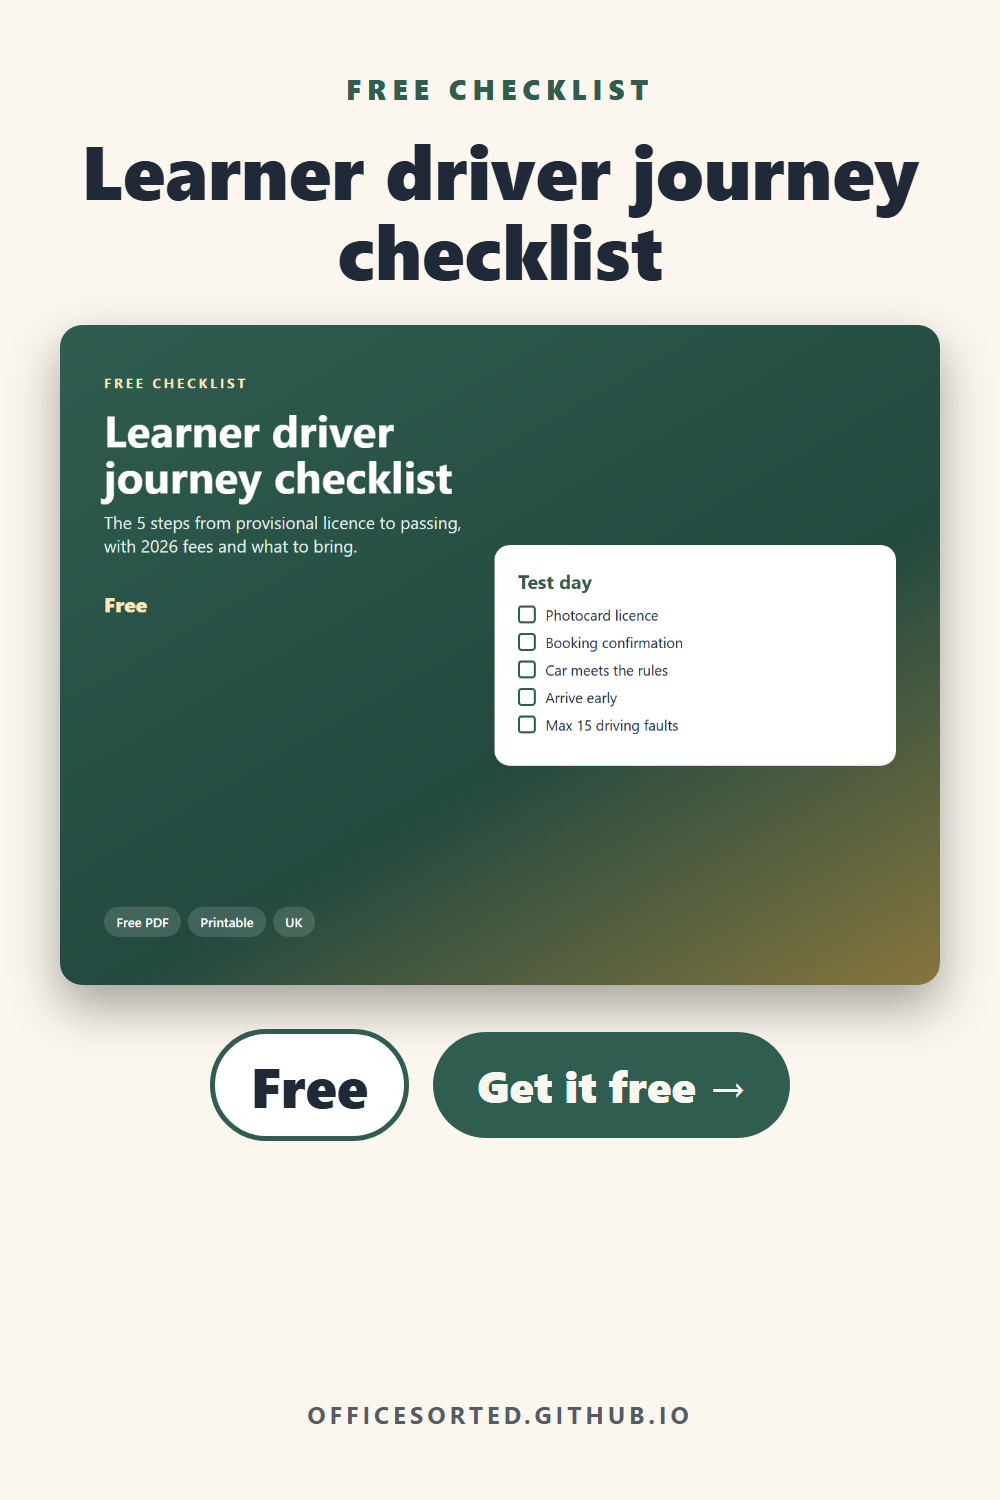 FREE CHECKLIST
Learner driver journey
checklist
FREE CHECKLIST
Learner driver
journey checklist
The 5 steps from provisional licence to passing,
with 2026 fees and what to bring.
Free
Test day
Photocard licence
Booking confirmation
Car meets the rules
Arrive early
Max 15 driving faults
Free PDF
Printable
UK
Free
Get it free →
OFFICESORTED.GITHUB.IO